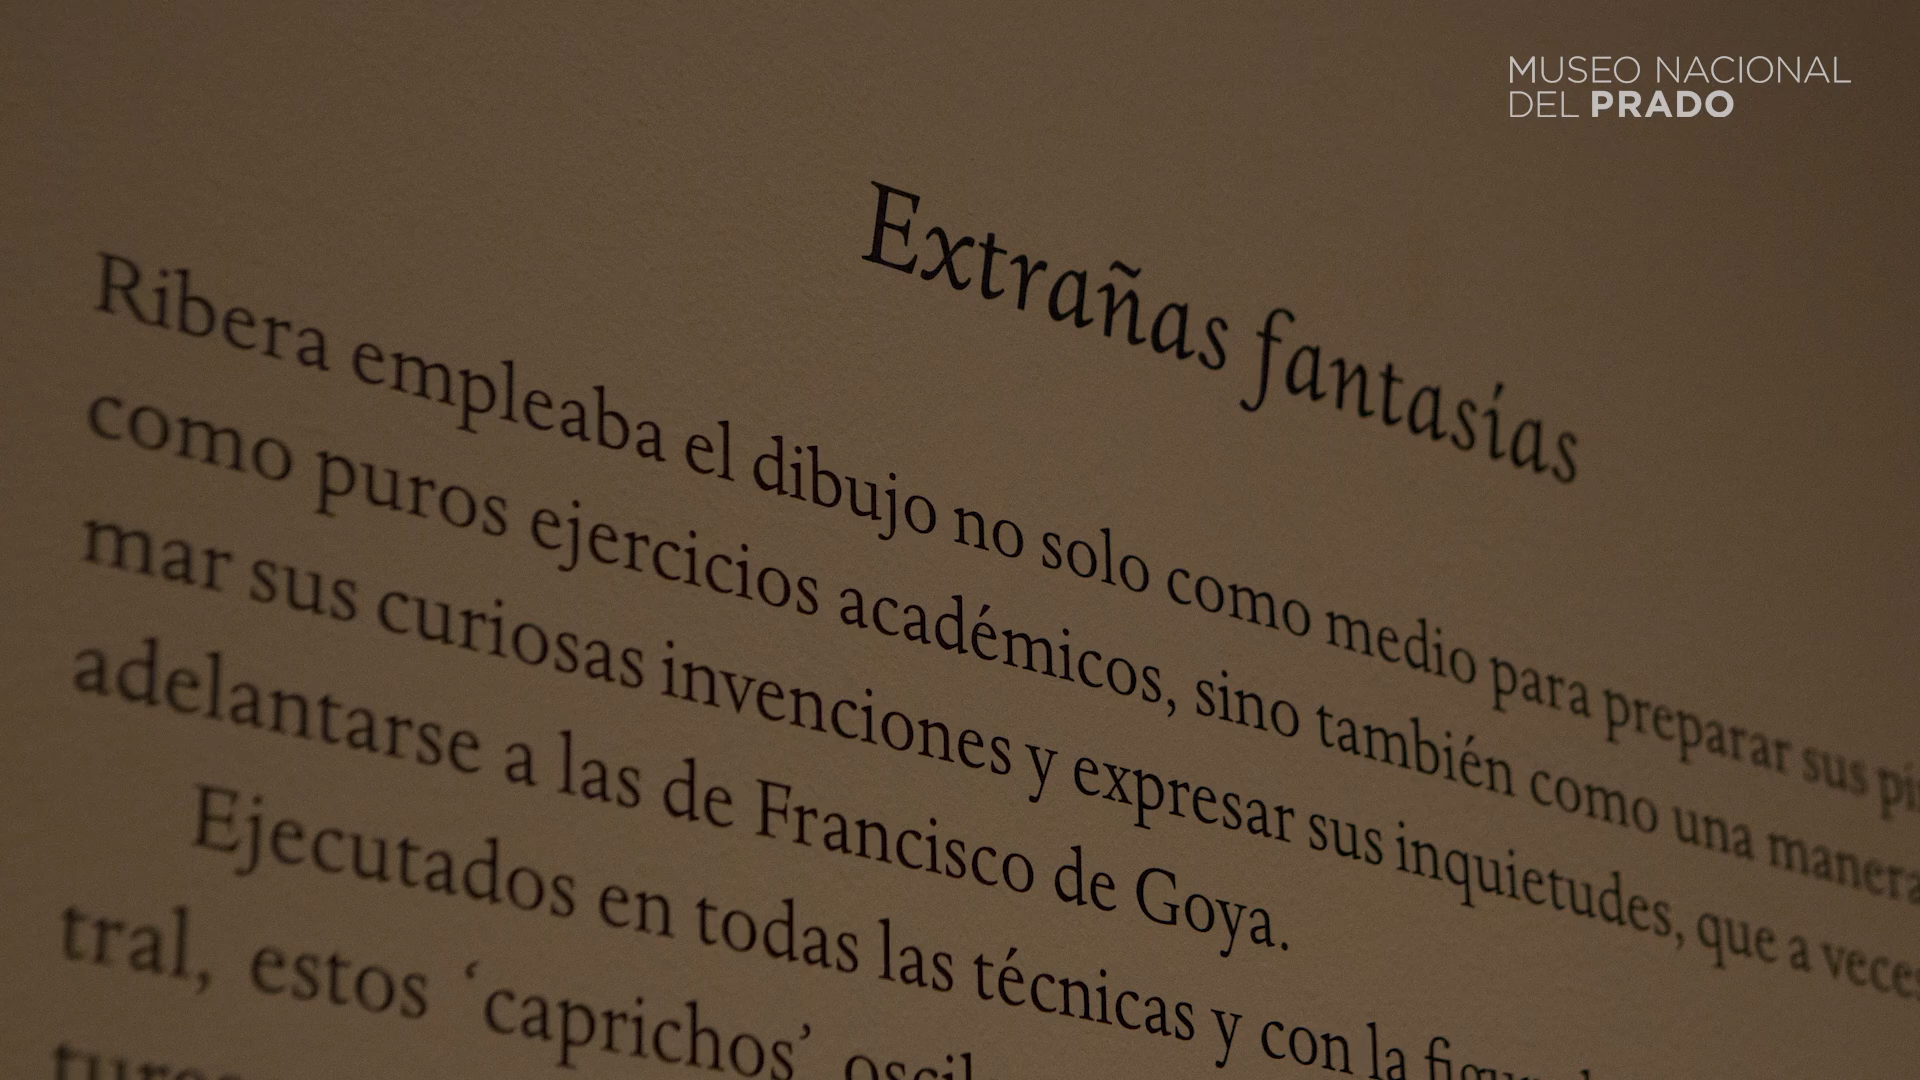 MUSEO NACIONAL
DEL PRADO
Extrañas fantasías
Ribera empleaba el dibujo no solo como medio para preparar sus
como puros ejercicios académicos, sino también como una manera
mar sus curiosas invenciones y expresar sus inquietudes, que a veces
adelantarse a las de Francisco de Goya.
Ejecutados en todas las técnicas y con la
tral, estos ‘caprichos’